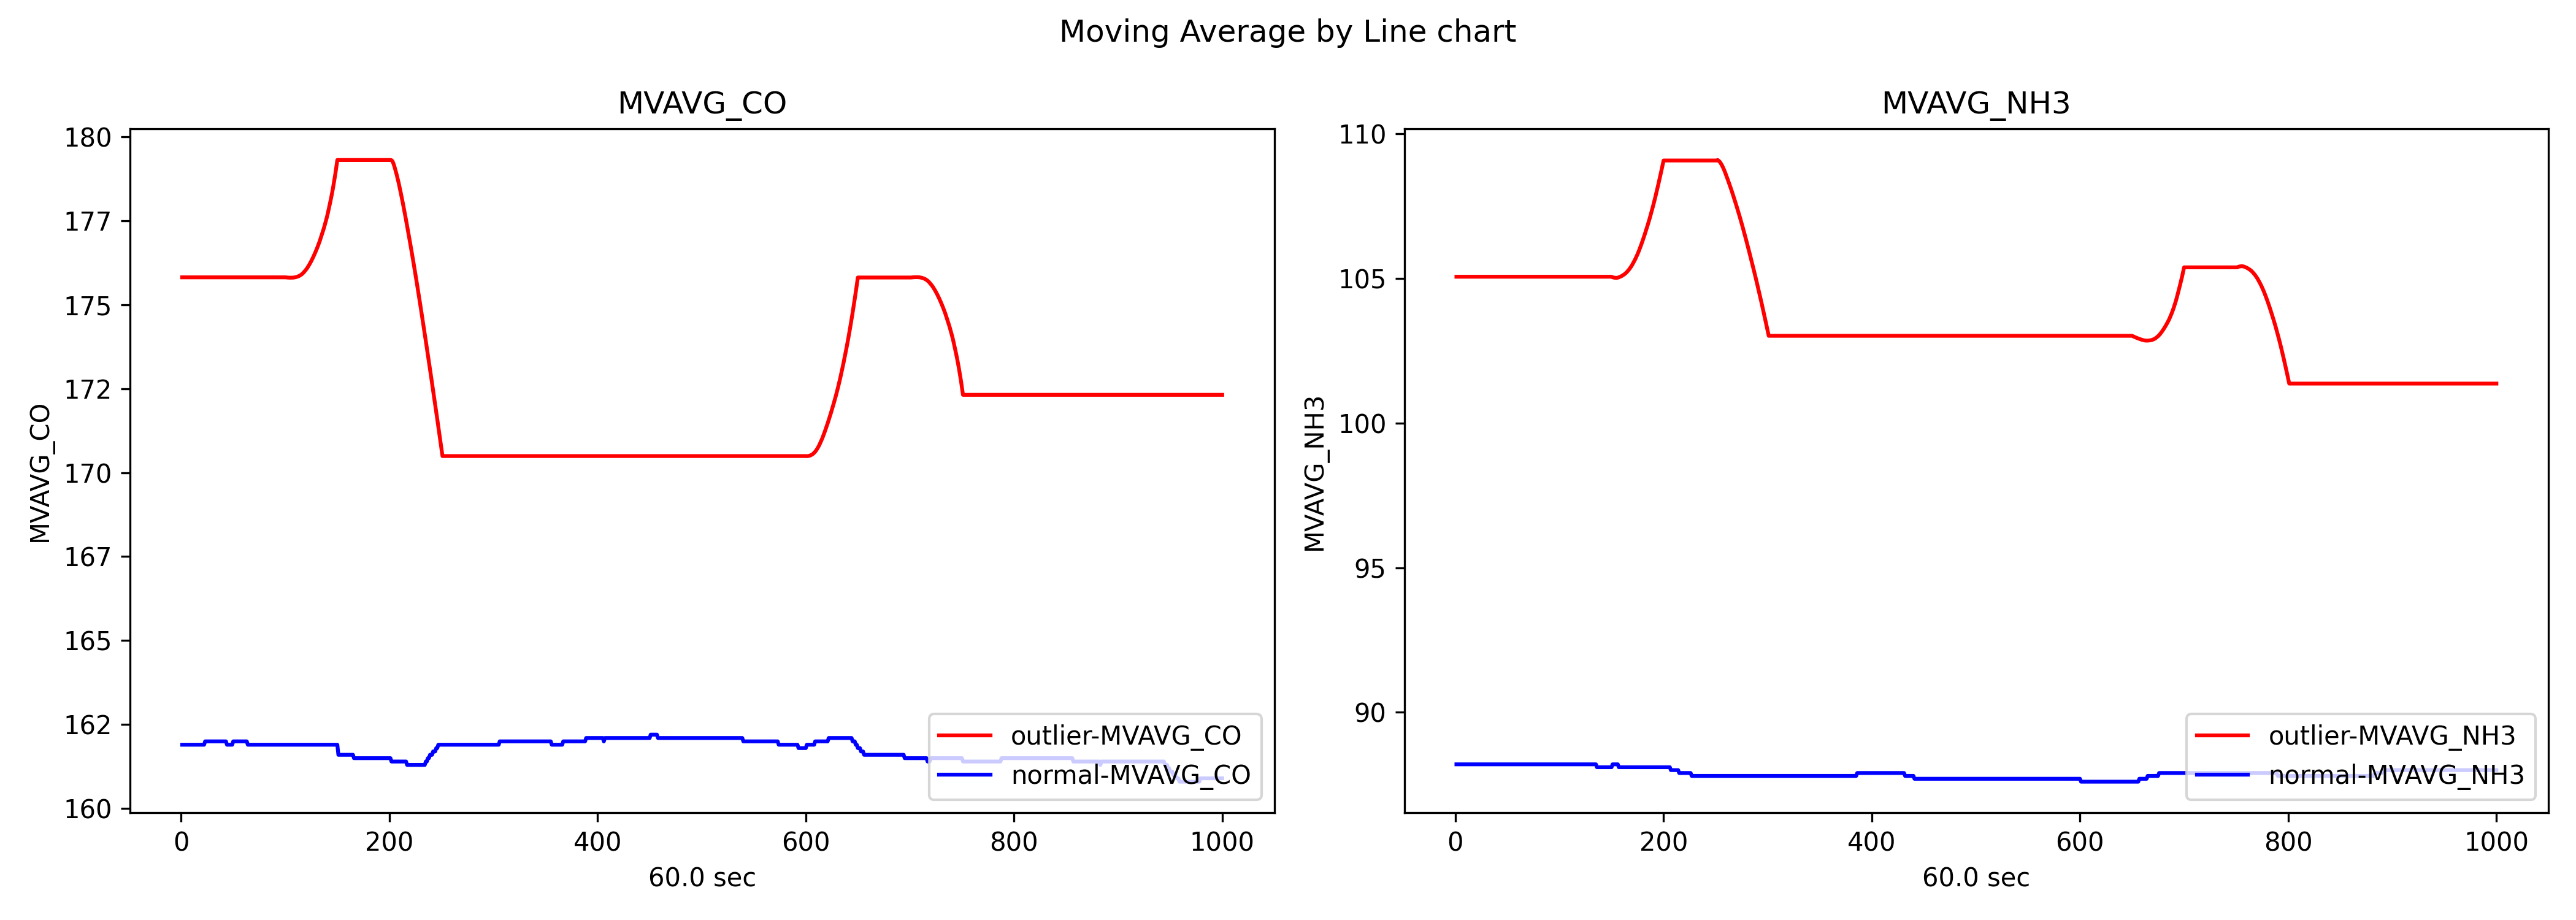 Moving Average by Line chart
MVAVG_CO
MVAVG_CO
180
177
175
172
170
167
165
162
160
0 200 400 600 800 1000
60.0 sec
outlier-MVAVG_CO
normal-MVAVG_CO
MVAVG_NH3
MVAVG_NH3
110
105
100
95
90
0 200 400 600 800 1000
60.0 sec
outlier-MVAVG_NH3
normal-MVAVG_NH3